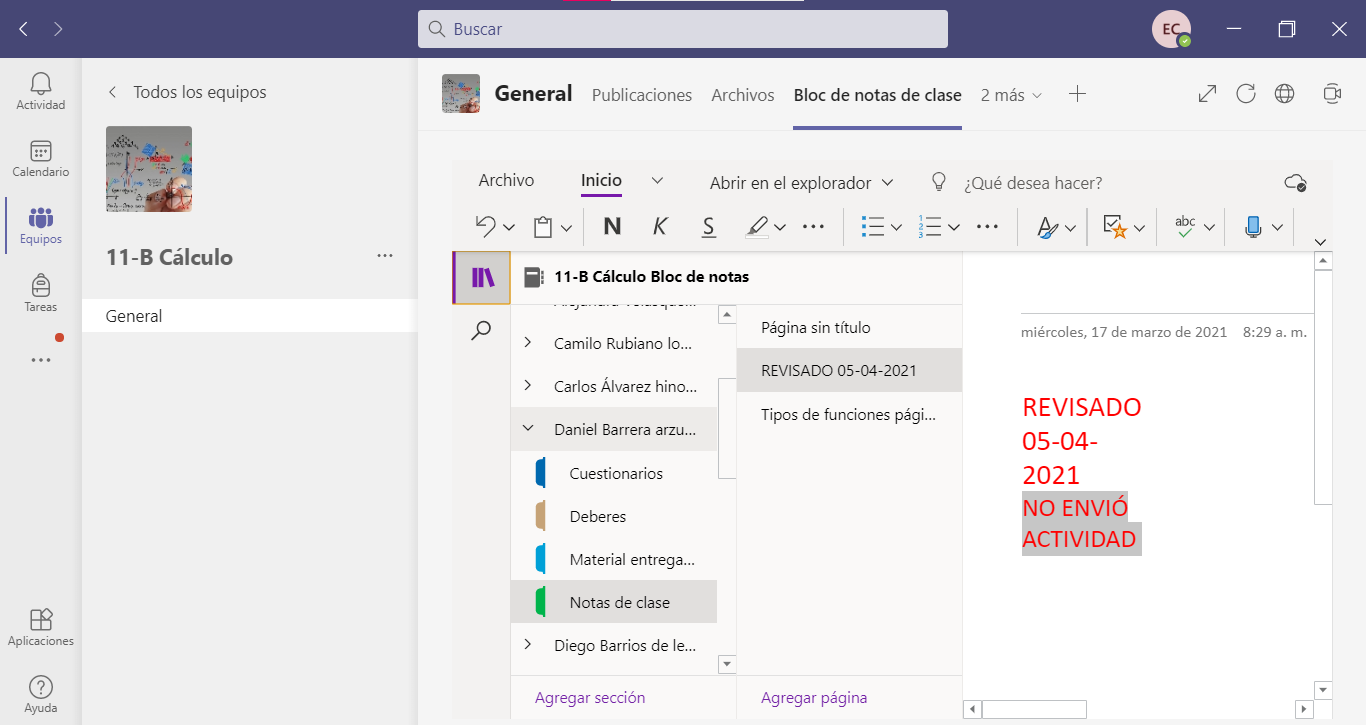 Buscar
EC
Actividad
Calendario
Equipos
Tareas
Aplicaciones
Ayuda
Todos los equipos
11-B Cálculo
General
General
Publicaciones
Archivos
Bloc de notas de clase
2 más
Archivo
Inicio
Abrir en el explorador
¿Qué desea hacer?
N
K
S
abc
11-B Cálculo Bloc de notas
Camilo Rubiano lo...
Carlos Álvarez hino...
Daniel Barrera arzu...
Cuestionarios
Deberes
Material entrega...
Notas de clase
Diego Barrios de le...
Agregar sección
Página sin título
REVISADO 05-04-2021
Tipos de funciones pági...
Agregar página
miércoles, 17 de marzo de 2021 8:29 a. m.
REVISADO
05-04-
2021
NO ENVIÓ
ACTIVIDAD